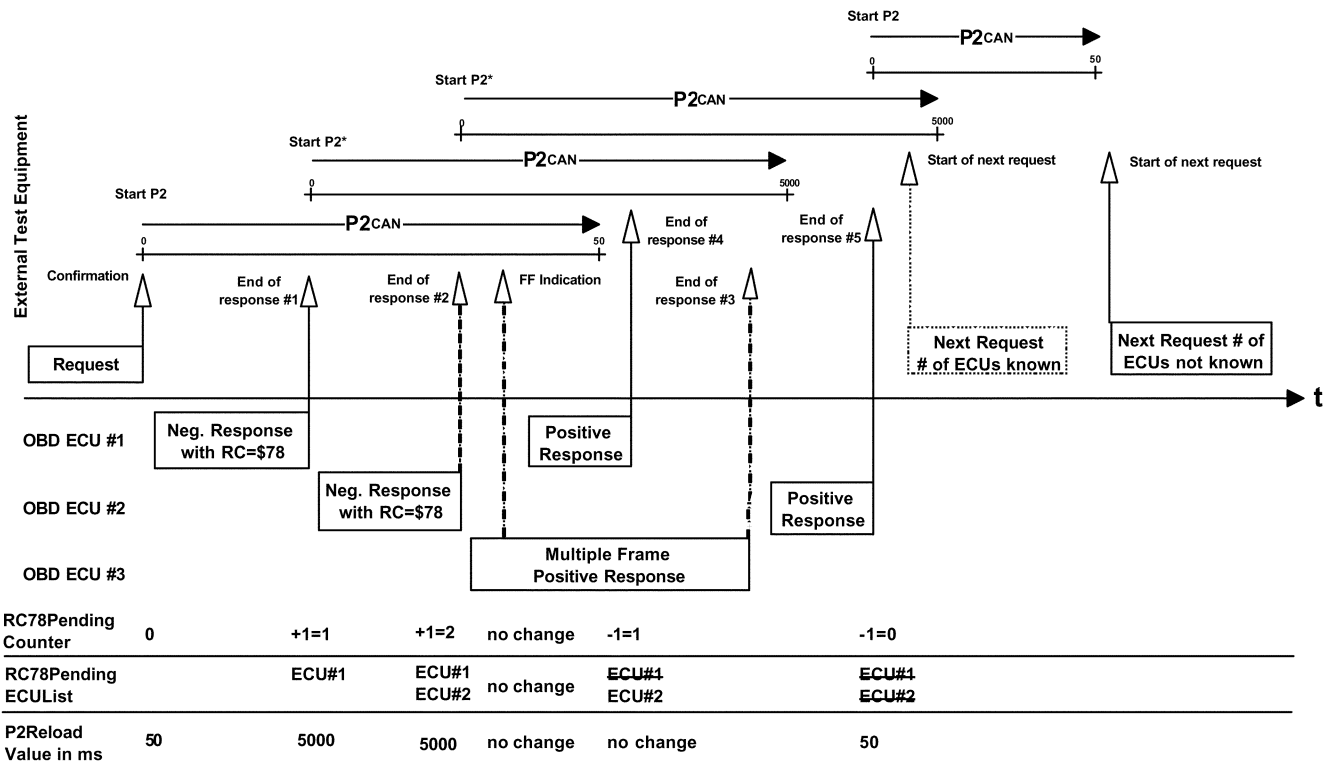 Start P2
P2CAN
0 50
Start P2*
P2CAN
0 5000
Start P2*
P2CAN
0 5000
Start P2
P2CAN
0 50
External Test Equipment
Start of next request
Start of next request
Confirmation
End of
response #1
End of
response #2
FF Indication
End of
response #4
End of
response #3
End of
response #5
Request
Next Request
# of ECUs known
Next Request # of
ECUs not known
t
OBD ECU #1
Neg. Response
with RC=$78
Positive
Response
OBD ECU #2
Neg. Response
with RC=$78
Positive
Response
OBD ECU #3
Multiple Frame
Positive Response
RC78Pending
Counter
0 +1=1 +1=2 no change -1=1 -1=0
RC78Pending
ECUList
ECU#1
ECU#1
ECU#2
no change
ECU#1
ECU#2
ECU#1
ECU#2
P2Reload
Value in ms
50 5000 5000 no change no change 50